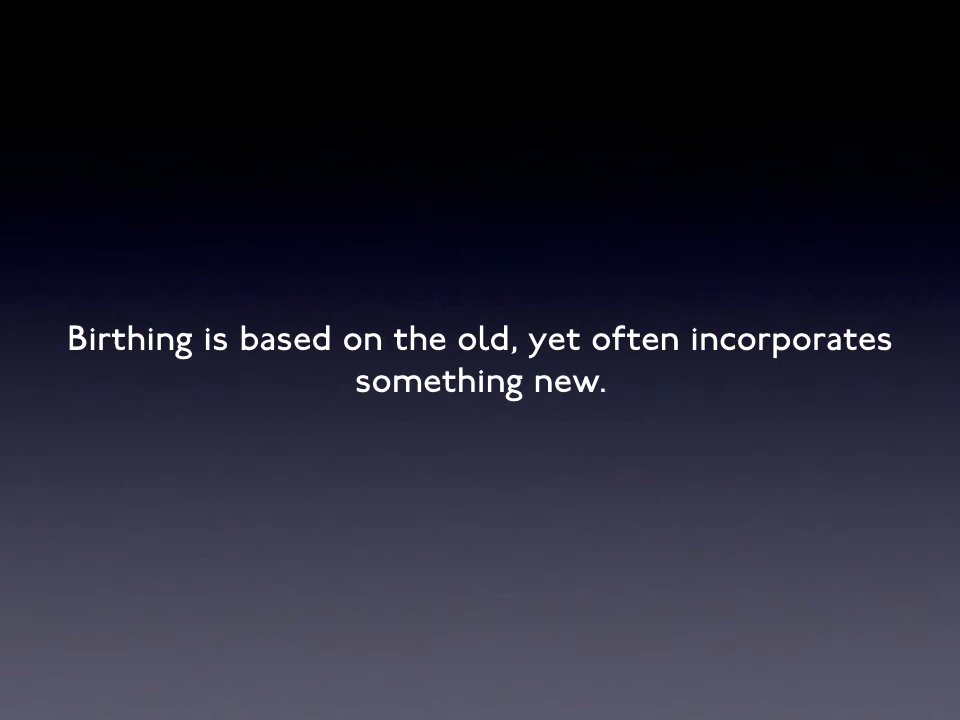 Birthing is based on the old, yet often incorporates
something new.